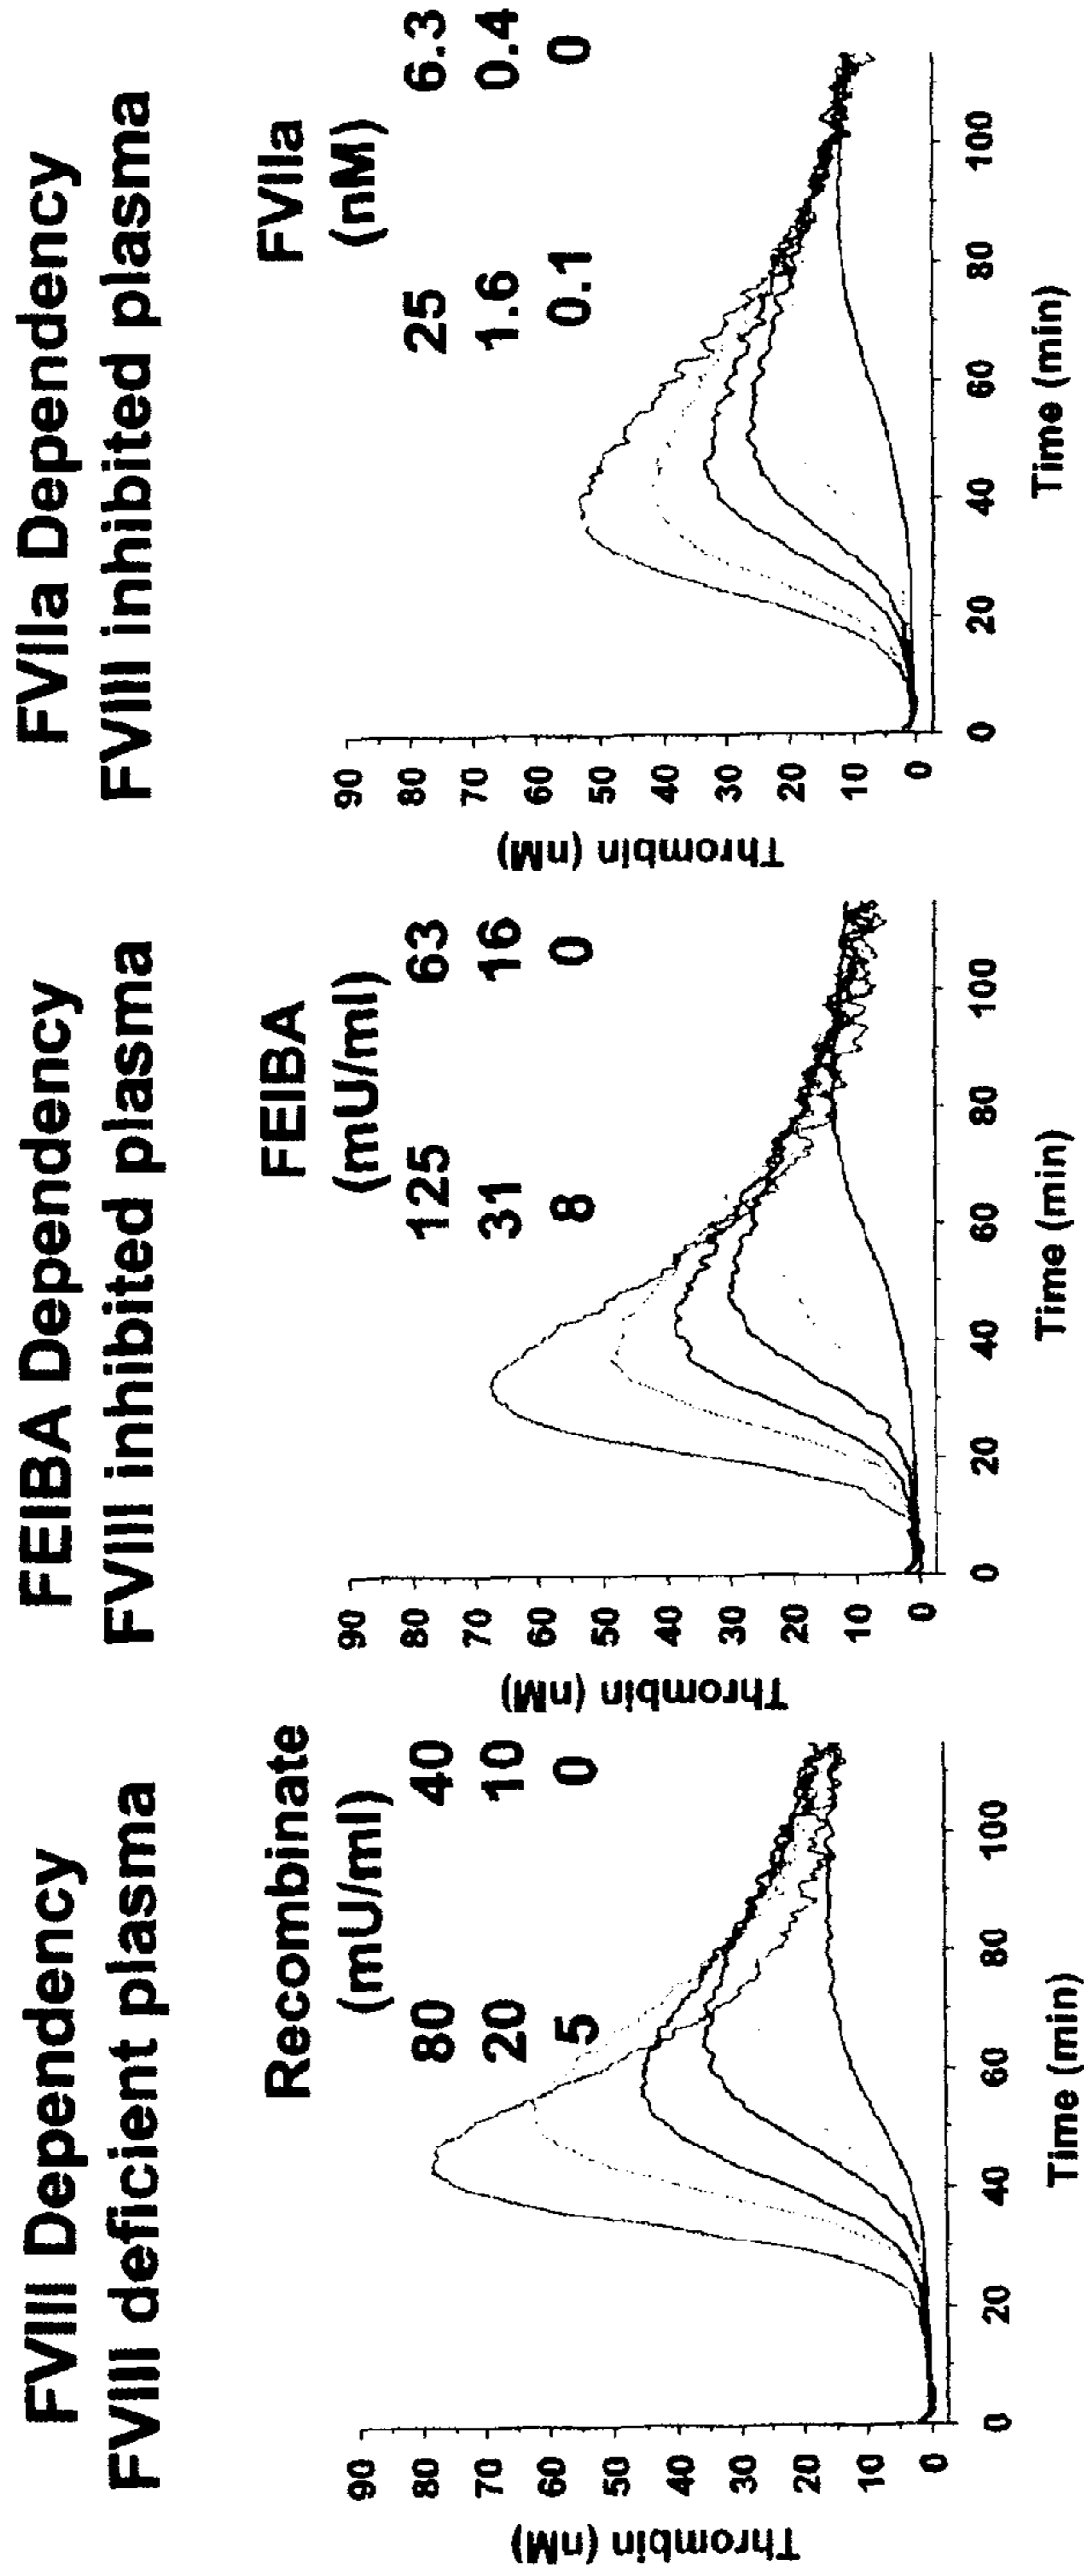 FVIII Dependency
FVIII deficient plasma
Recombinate
(mU/ml)
80 40
20 10
5 0
Thrombin (nM)
90
80
70
60
50
40
30
20
10
0
0 20 40 60 80 100
Time (min)
FEIBA Dependency
FVIII inhibited plasma
FEIBA
(mU/ml)
125 63
31 16
8 0
Thrombin (nM)
90
80
70
60
50
40
30
20
10
0
0 20 40 60 80 100
Time (min)
FVIIa Dependency
FVIII inhibited plasma
FVIIa
(nM)
25 6.3
1.6 0.4
0.1 0
Thrombin (nM)
90
80
70
60
50
40
30
20
10
0
0 20 40 60 80 100
Time (min)